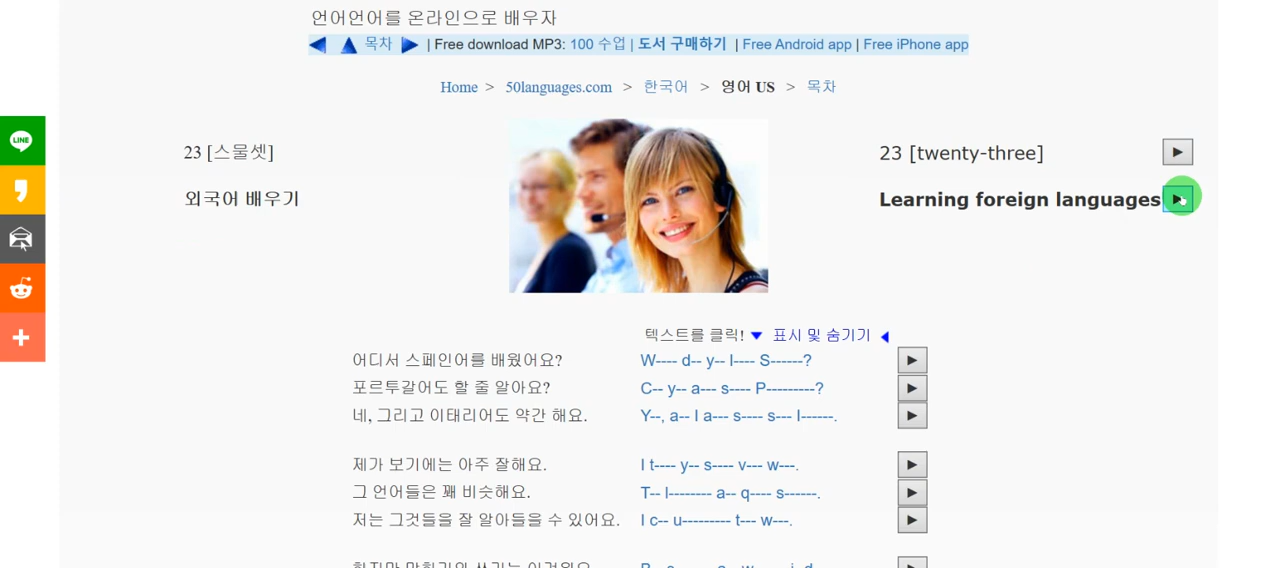 언어언어를 온라인으로 배우자
목차 | Free download MP3: 100 수업 | 도서 구매하기 | Free Android app | Free iPhone app
Home > 50languages.com > 한국어 > 영어 US > 목차
LINE
23 [스물셋]
23 [twenty-three]
외국어 배우기
Learning foreign languages
텍스트를 클릭! 표시 및 숨기기
어디서 스페인어를 배웠어요? W---- d-- y-- l---- S------?
포르투갈어도 할 줄 알아요? C-- y-- a--- s---- P---------?
네, 그리고 이태리어도 약간 해요. Y--, a-- I a--- s---- s--- I------.
제가 보기에는 아주 잘해요. I t---- y-- s---- v--- w---.
그 언어들은 꽤 비슷해요. T-- l-------- a-- q---- s------.
저는 그것들을 잘 알아들을 수 있어요. I c-- u--------- t--- w---.